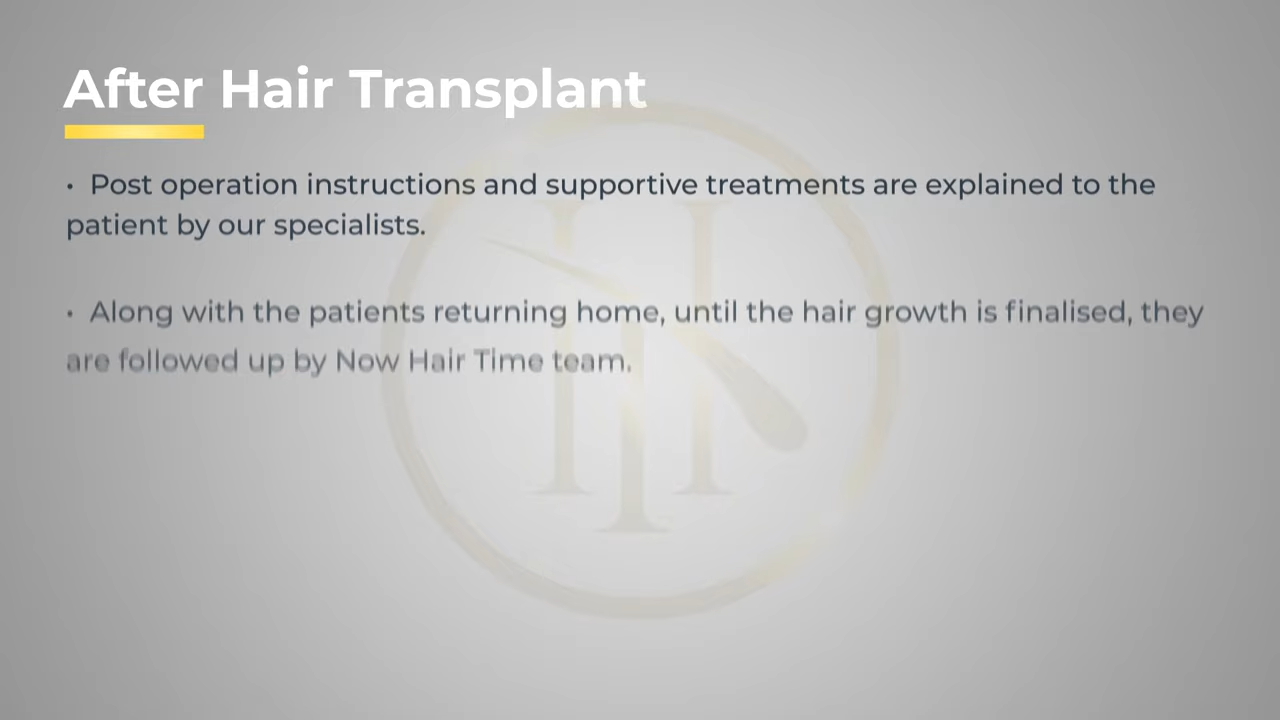 After Hair Transplant
• Post operation instructions and supportive treatments are explained to the
patient by our specialists.
• Along with the patients returning home, until the hair growth is finalised, they
are followed up by Now Hair Time team.